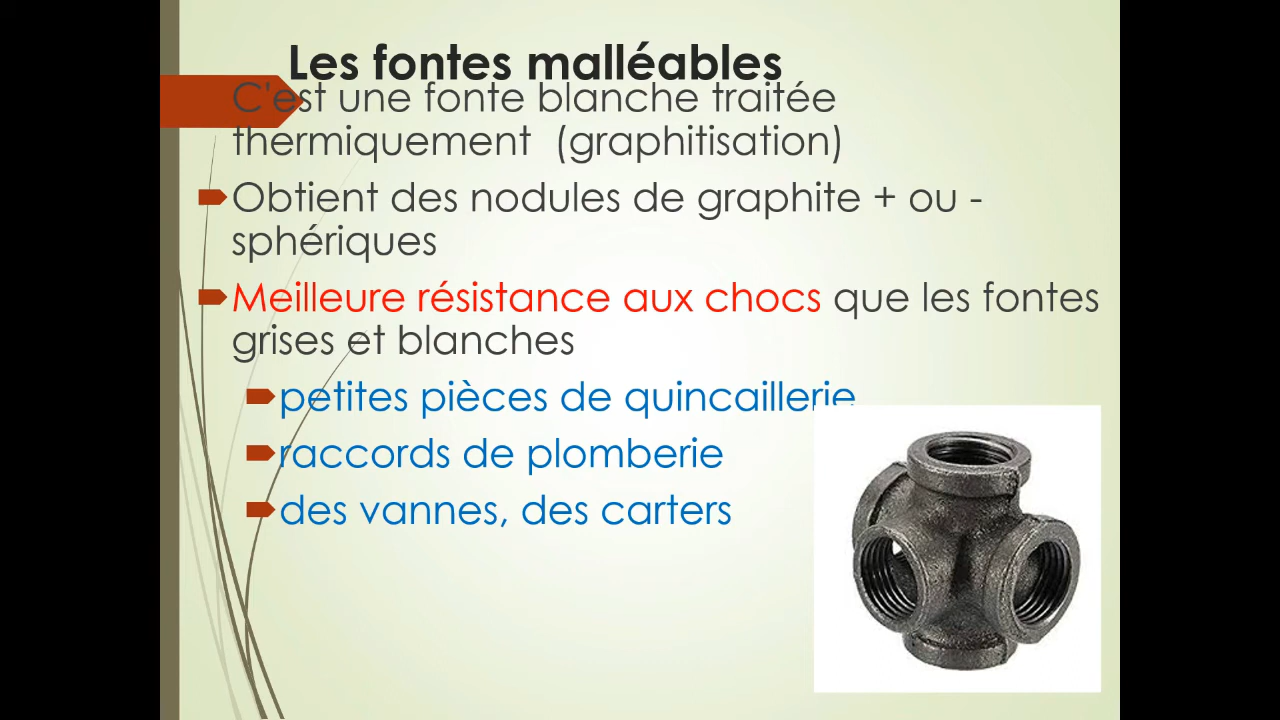 Les fontes malléables
C'est une fonte blanche traitée
thermiquement (graphitisation)
Obtient des nodules de graphite + ou -
sphériques
Meilleure résistance aux chocs que les fontes
grises et blanches
petites pièces de quincaillerie
raccords de plomberie
des vannes, des carters